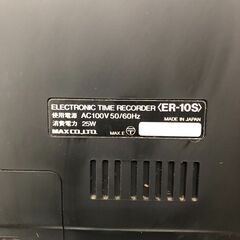 ELECTRONIC TIME RECORDER〈ER-10S〉
使用電源 AC100V 50/60Hz
消費電力 25W MADE IN JAPAN
MAX CO.,LTD. MAX E T